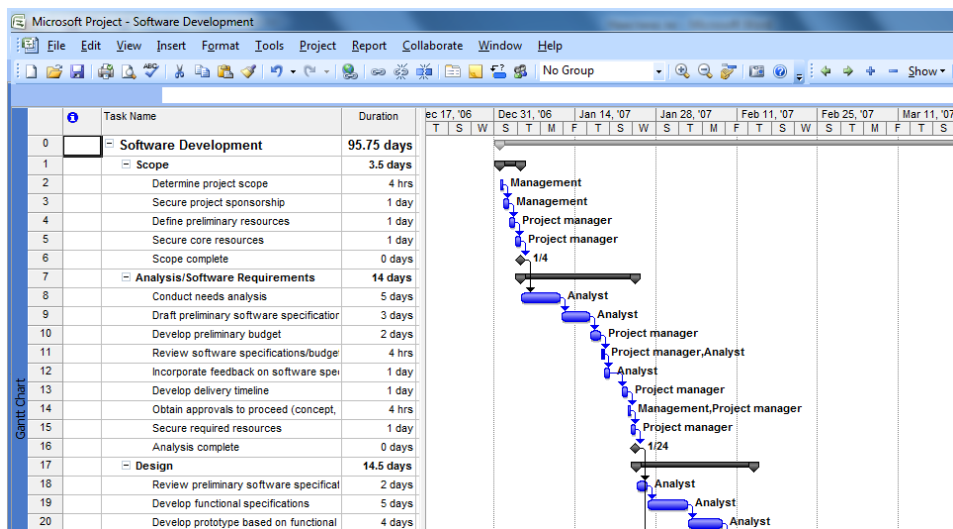 Microsoft Project - Software Development
File Edit View Insert Format Tools Project Report Collaborate Window Help
No Group Show
Task Name Duration ec 17, '06 Dec 31, '06 Jan 14, '07 Jan 28, '07 Feb 11, '07 Feb 25, '07 Mar 11, '07
T S W S T M F T S W S T M F T S W S T M F T S
0 Software Development 95.75 days
1 Scope 3.5 days
2 Determine project scope 4 hrs Management
3 Secure project sponsorship 1 day Management
4 Define preliminary resources 1 day Project manager
5 Secure core resources 1 day Project manager
6 Scope complete 0 days 1/4
7 Analysis/Software Requirements 14 days
8 Conduct needs analysis 5 days Analyst
9 Draft preliminary software specification 3 days Analyst
10 Develop preliminary budget 2 days Project manager
11 Review software specifications/budge 4 hrs Project manager,Analyst
12 Incorporate feedback on software spe 1 day Analyst
13 Develop delivery timeline 1 day Project manager
14 Obtain approvals to proceed (concept, 4 hrs Management,Project manager
15 Secure required resources 1 day Project manager
16 Analysis complete 0 days 1/24
17 Design 14.5 days
18 Review preliminary software specificat 2 days Analyst
19 Develop functional specifications 5 days Analyst
20 Develop prototype based on functional 4 days Analyst
Gantt Chart